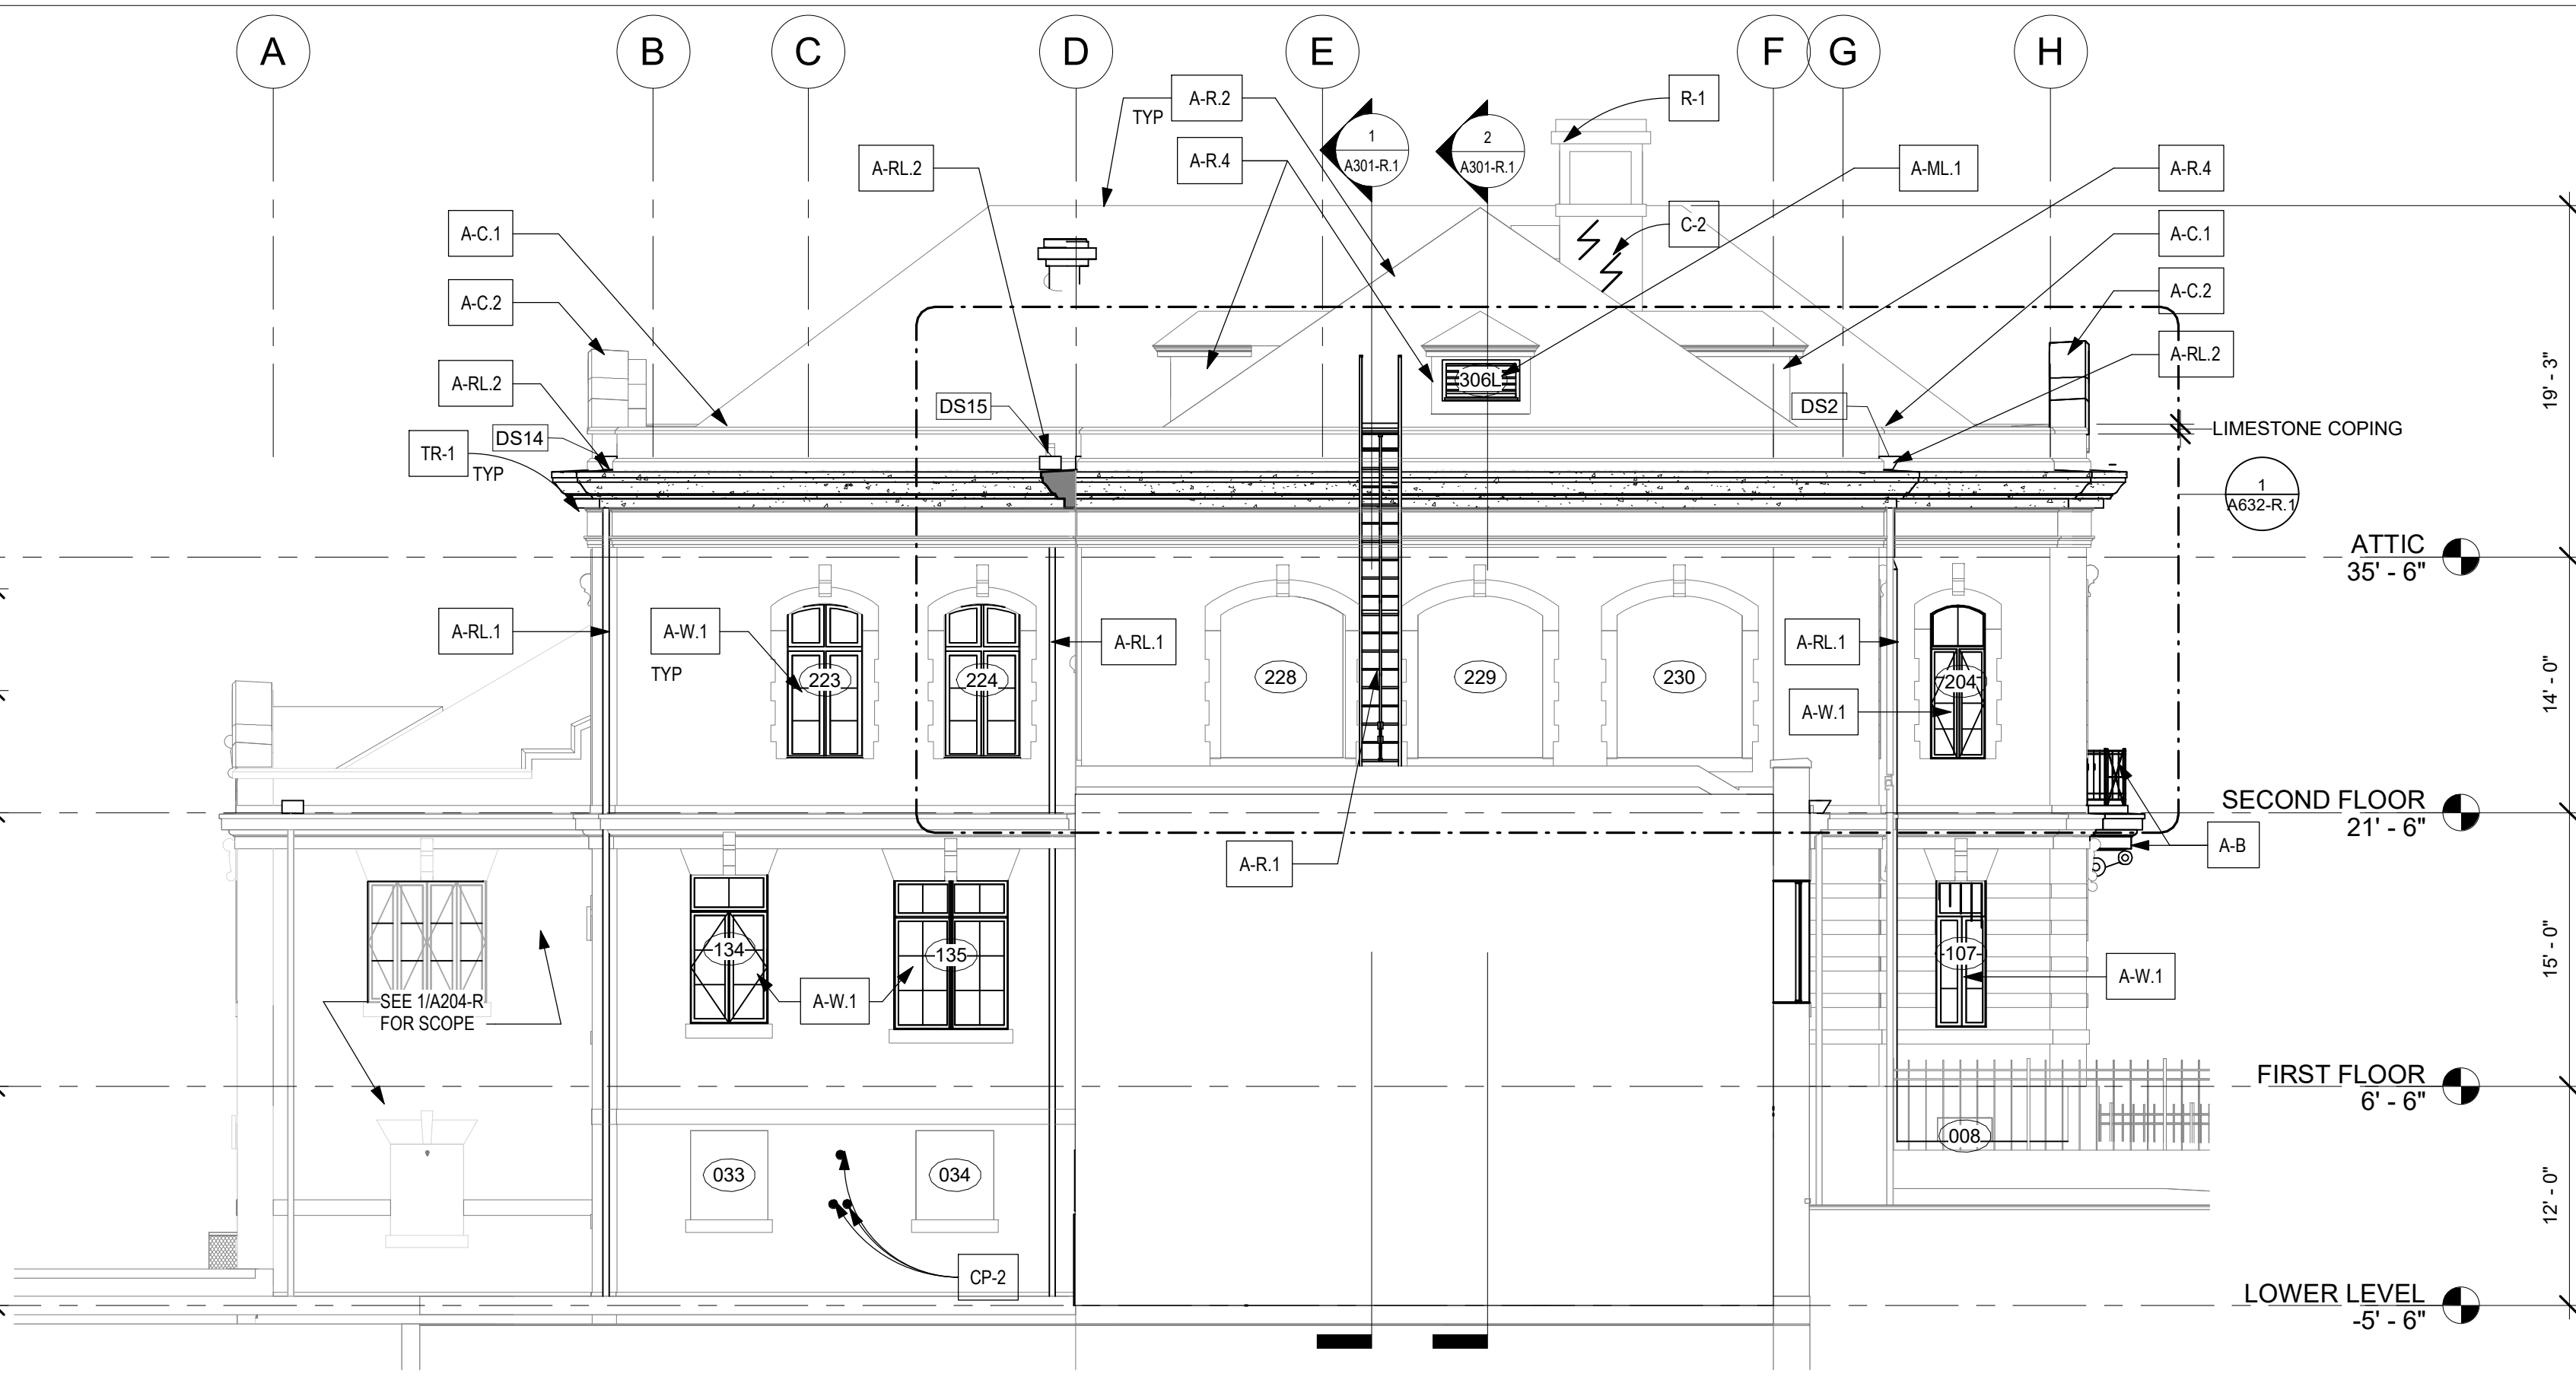 A
B
C
D
E
F
G
H
A-R.2
TYP
R-1
A-R.4
1
A301-R.1
2
A301-R.1
A-RL.2
A-ML.1
A-R.4
A-C.1
C-2
A-C.1
A-C.2
A-C.2
A-RL.2
A-RL.2
306L
19' - 3"
DS15
DS2
DS14
LIMESTONE COPING
TR-1
TYP
1
A632-R.1
ATTIC
35' - 6"
A-RL.1
A-W.1
TYP
A-RL.1
A-RL.1
223
224
228
229
230
204
A-W.1
14' - 0"
SECOND FLOOR
21' - 6"
A-R.1
A-B
134
135
107
A-W.1
A-W.1
15' - 0"
SEE 1/A204-R
FOR SCOPE
FIRST FLOOR
6' - 6"
008
033
034
12' - 0"
CP-2
LOWER LEVEL
-5' - 6"